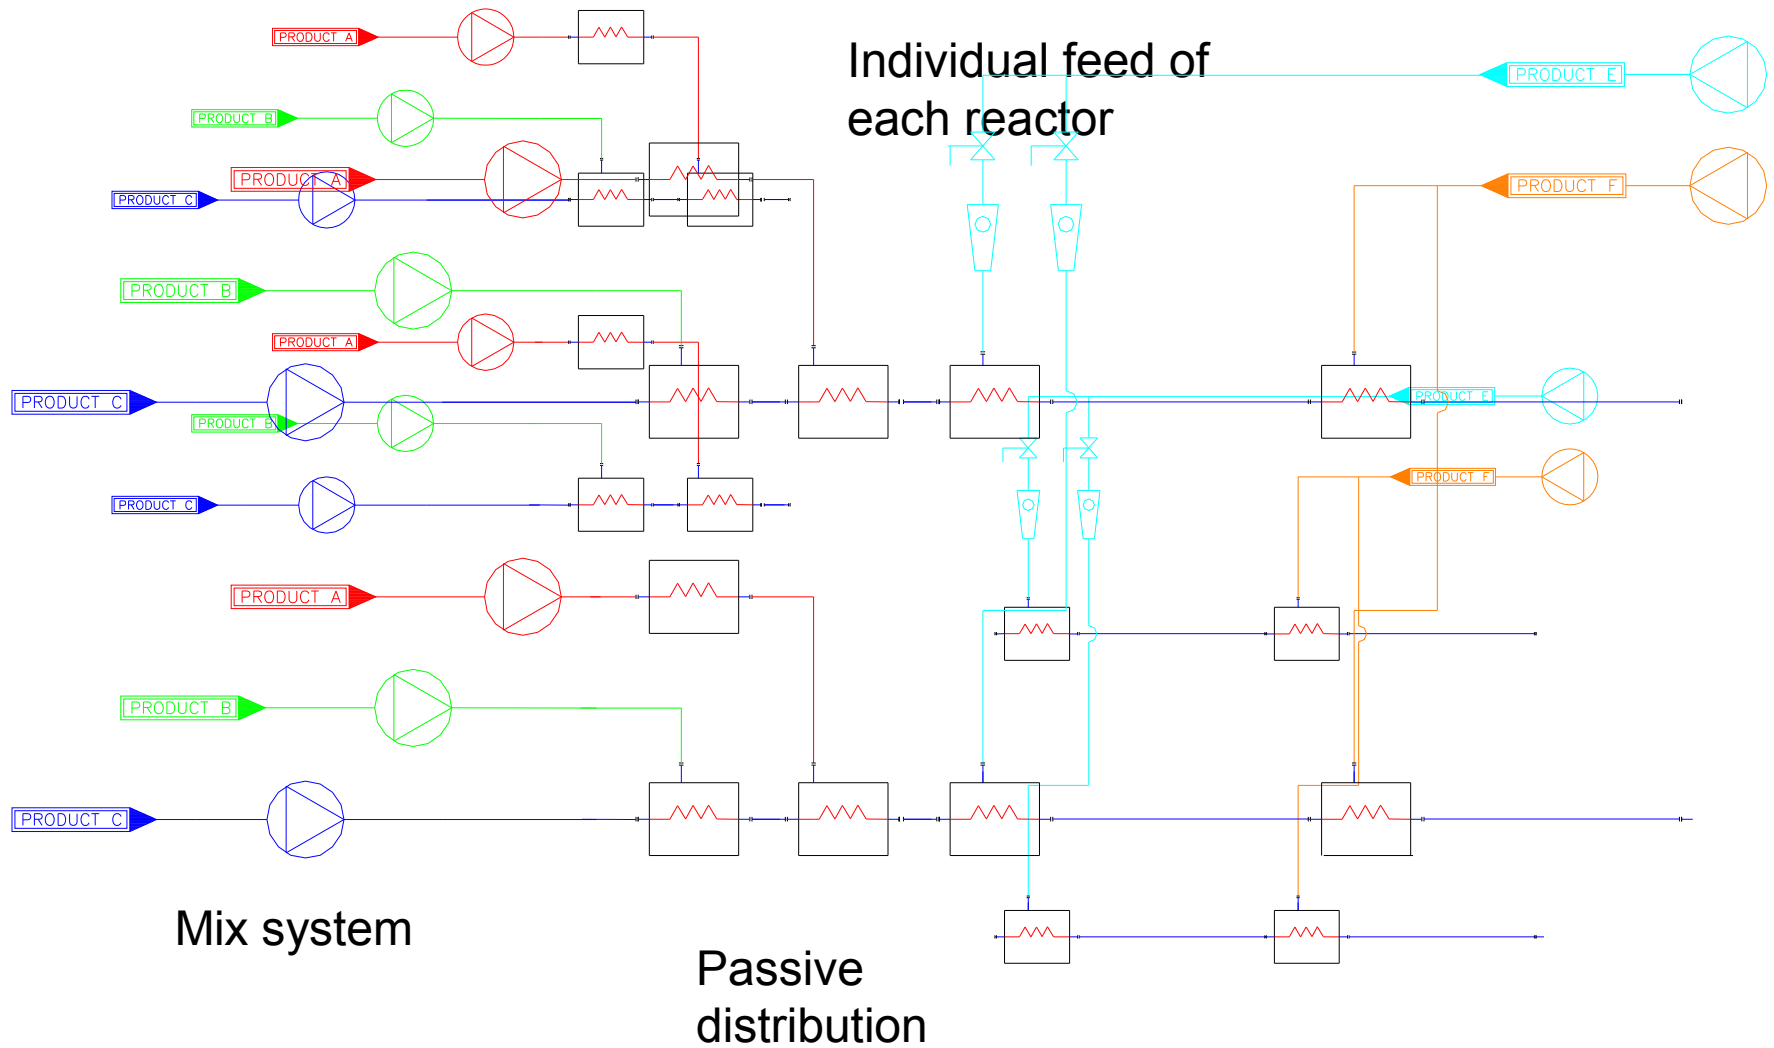 PRODUCT A
Individual feed of
each reactor
PRODUCT E
PRODUCT B
PRODUCT A
PRODUCT F
PRODUCT C
PRODUCT B
PRODUCT A
PRODUCT C
PRODUCT E
PRODUCT B
PRODUCT F
PRODUCT C
PRODUCT A
PRODUCT B
PRODUCT C
Mix system
Passive
distribution